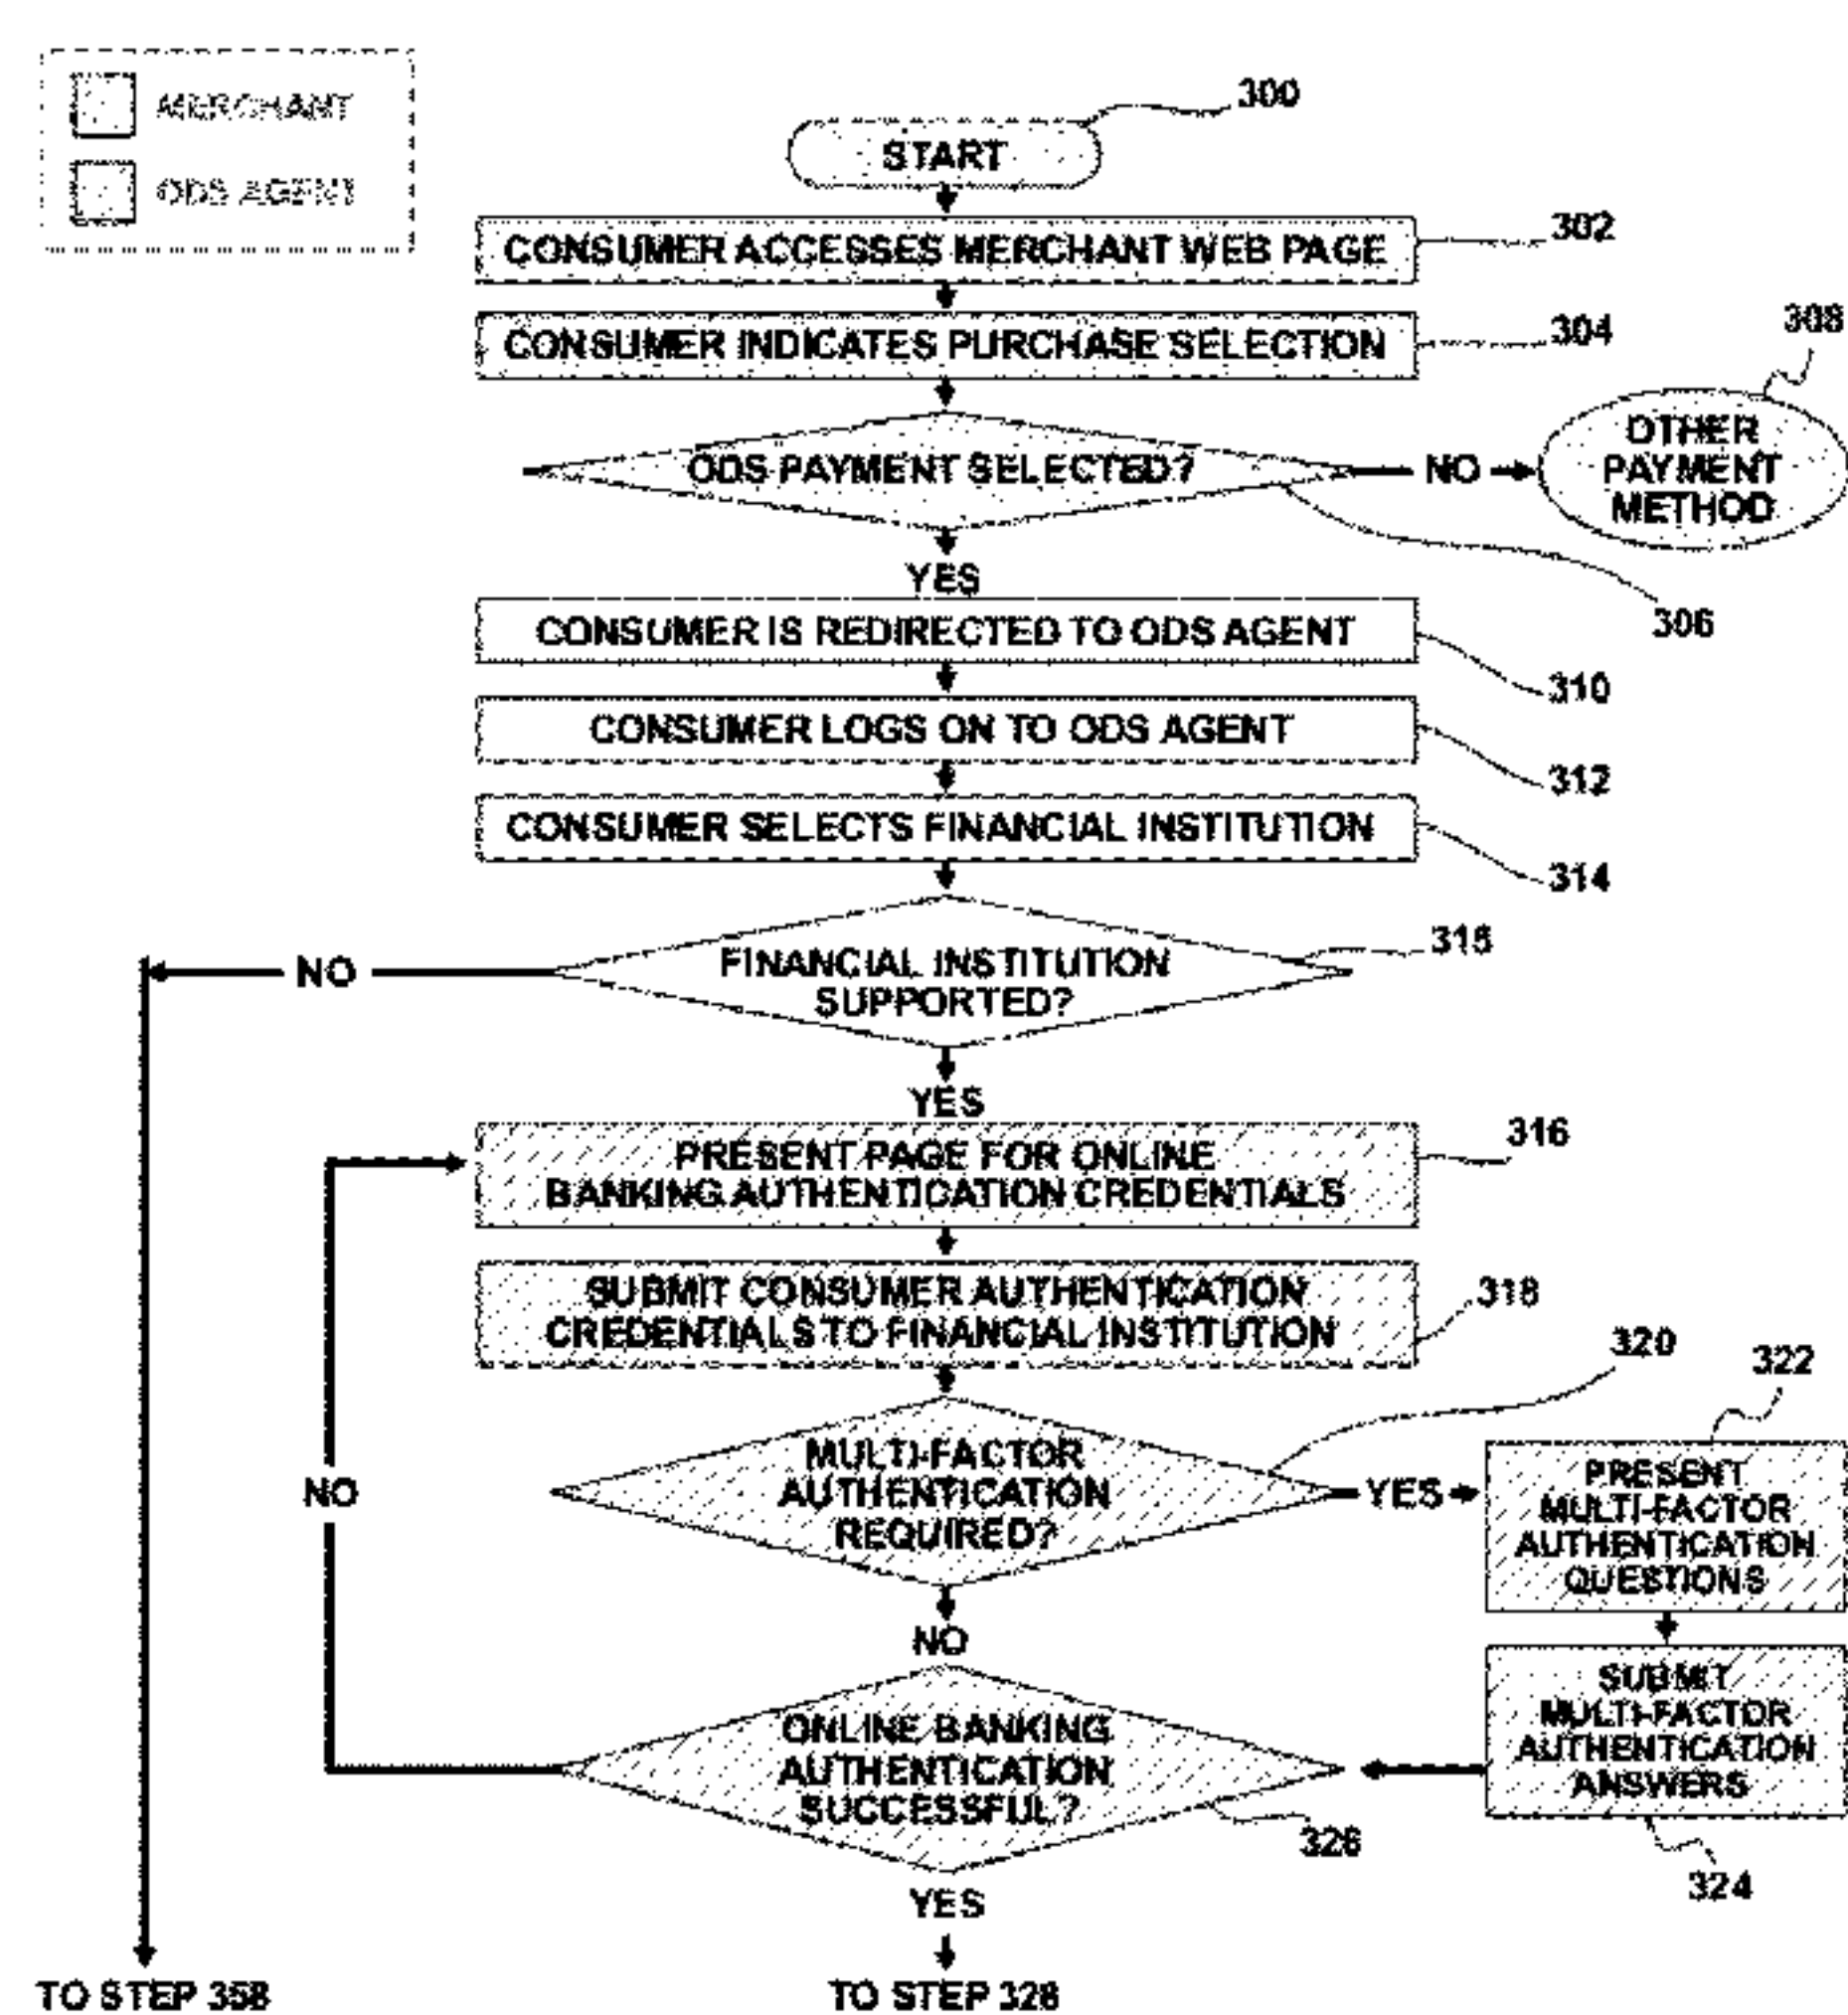 MERCHANT
ODS AGENT
300
START
CONSUMER ACCESSES MERCHANT WEB PAGE
302
CONSUMER INDICATES PURCHASE SELECTION
304
308
ODS PAYMENT SELECTED?
NO
OTHER
PAYMENT
METHOD
YES
306
CONSUMER IS REDIRECTED TO ODS AGENT
310
CONSUMER LOGS ON TO ODS AGENT
312
CONSUMER SELECTS FINANCIAL INSTITUTION
314
315
NO
FINANCIAL INSTITUTION
SUPPORTED?
YES
316
PRESENT PAGE FOR ONLINE
BANKING AUTHENTICATION CREDENTIALS
318
SUBMIT CONSUMER AUTHENTICATION
CREDENTIALS TO FINANCIAL INSTITUTION
320
322
MULTI-FACTOR
AUTHENTICATION
REQUIRED?
YES
PRESENT
MULTI-FACTOR
AUTHENTICATION
QUESTIONS
NO
NO
SUBMIT
MULTI-FACTOR
AUTHENTICATION
ANSWERS
324
ONLINE BANKING
AUTHENTICATION
SUCCESSFUL?
326
YES
TO STEP 358
TO STEP 328